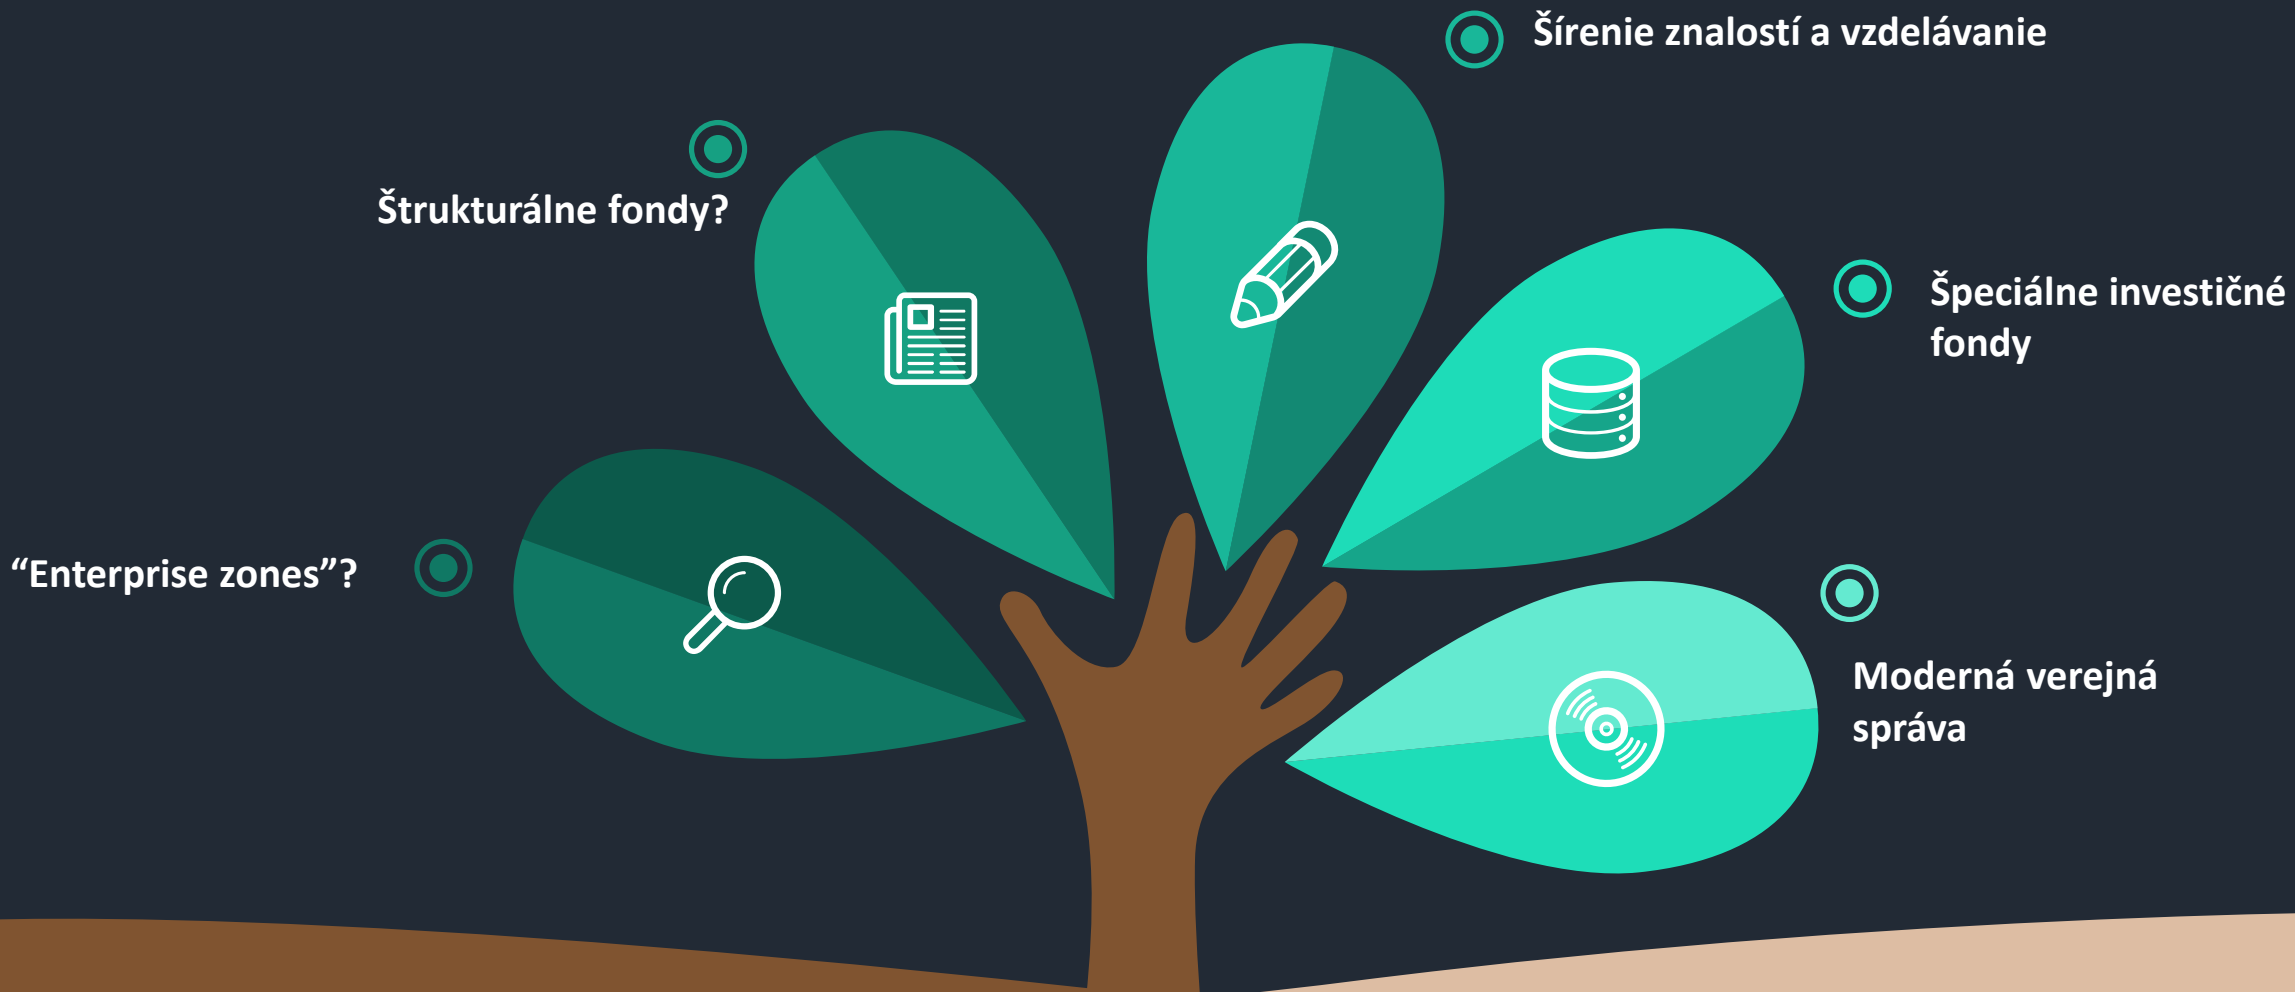 Šírenie znalostí a vzdelávanie
Štrukturálne fondy?
Špeciálne investičné
fondy
“Enterprise zones”?
Moderná verejná
správa